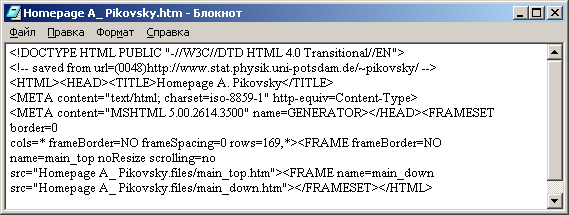 Homepage A_ Pikovsky.htm - Блокнот
Файл Правка Формат Справка
<!DOCTYPE HTML PUBLIC "-//W3C//DTD HTML 4.0 Transitional//EN">
<!-- saved from url=(0048)http://www.stat.physik.uni-potsdam.de/~pikovsky/ -->
<HTML><HEAD><TITLE>Homepage A. Pikovsky</TITLE>
<META content="text/html; charset=iso-8859-1" http-equiv=Content-Type>
<META content="MSHTML 5.00.2614.3500" name=GENERATOR></HEAD><FRAMESET
border=0
cols=* frameBorder=NO frameSpacing=0 rows=169,*><FRAME frameBorder=NO
name=main_top noResize scrolling=no
src="Homepage A_ Pikovsky.files/main_top.htm"><FRAME name=main_down
src="Homepage A_ Pikovsky.files/main_down.htm"></FRAMESET></HTML>